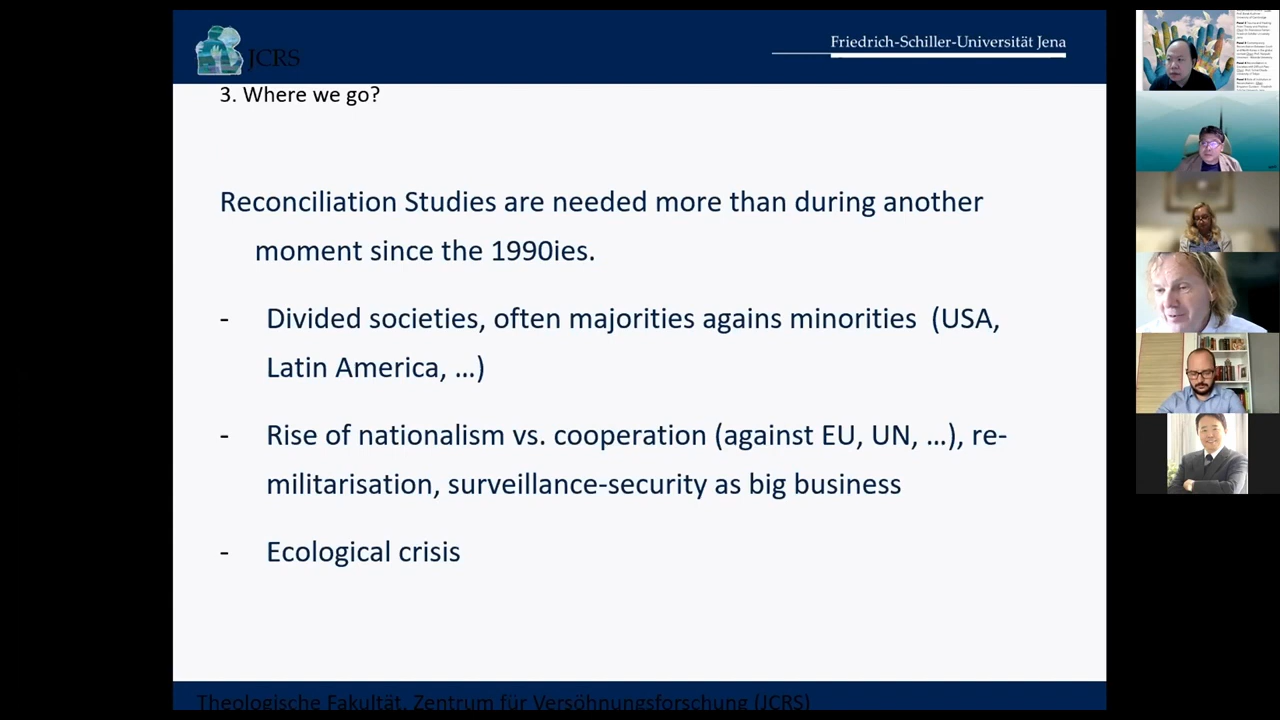 JCRS
Friedrich-Schiller-Universität Jena
3. Where we go?
Reconciliation Studies are needed more than during another
moment since the 1990ies.
- Divided societies, often majorities agains minorities (USA,
Latin America, …)
- Rise of nationalism vs. cooperation (against EU, UN, …), re-
militarisation, surveillance-security as big business
- Ecological crisis
Theologische Fakultät, Zentrum für Versöhnungsforschung (JCRS)